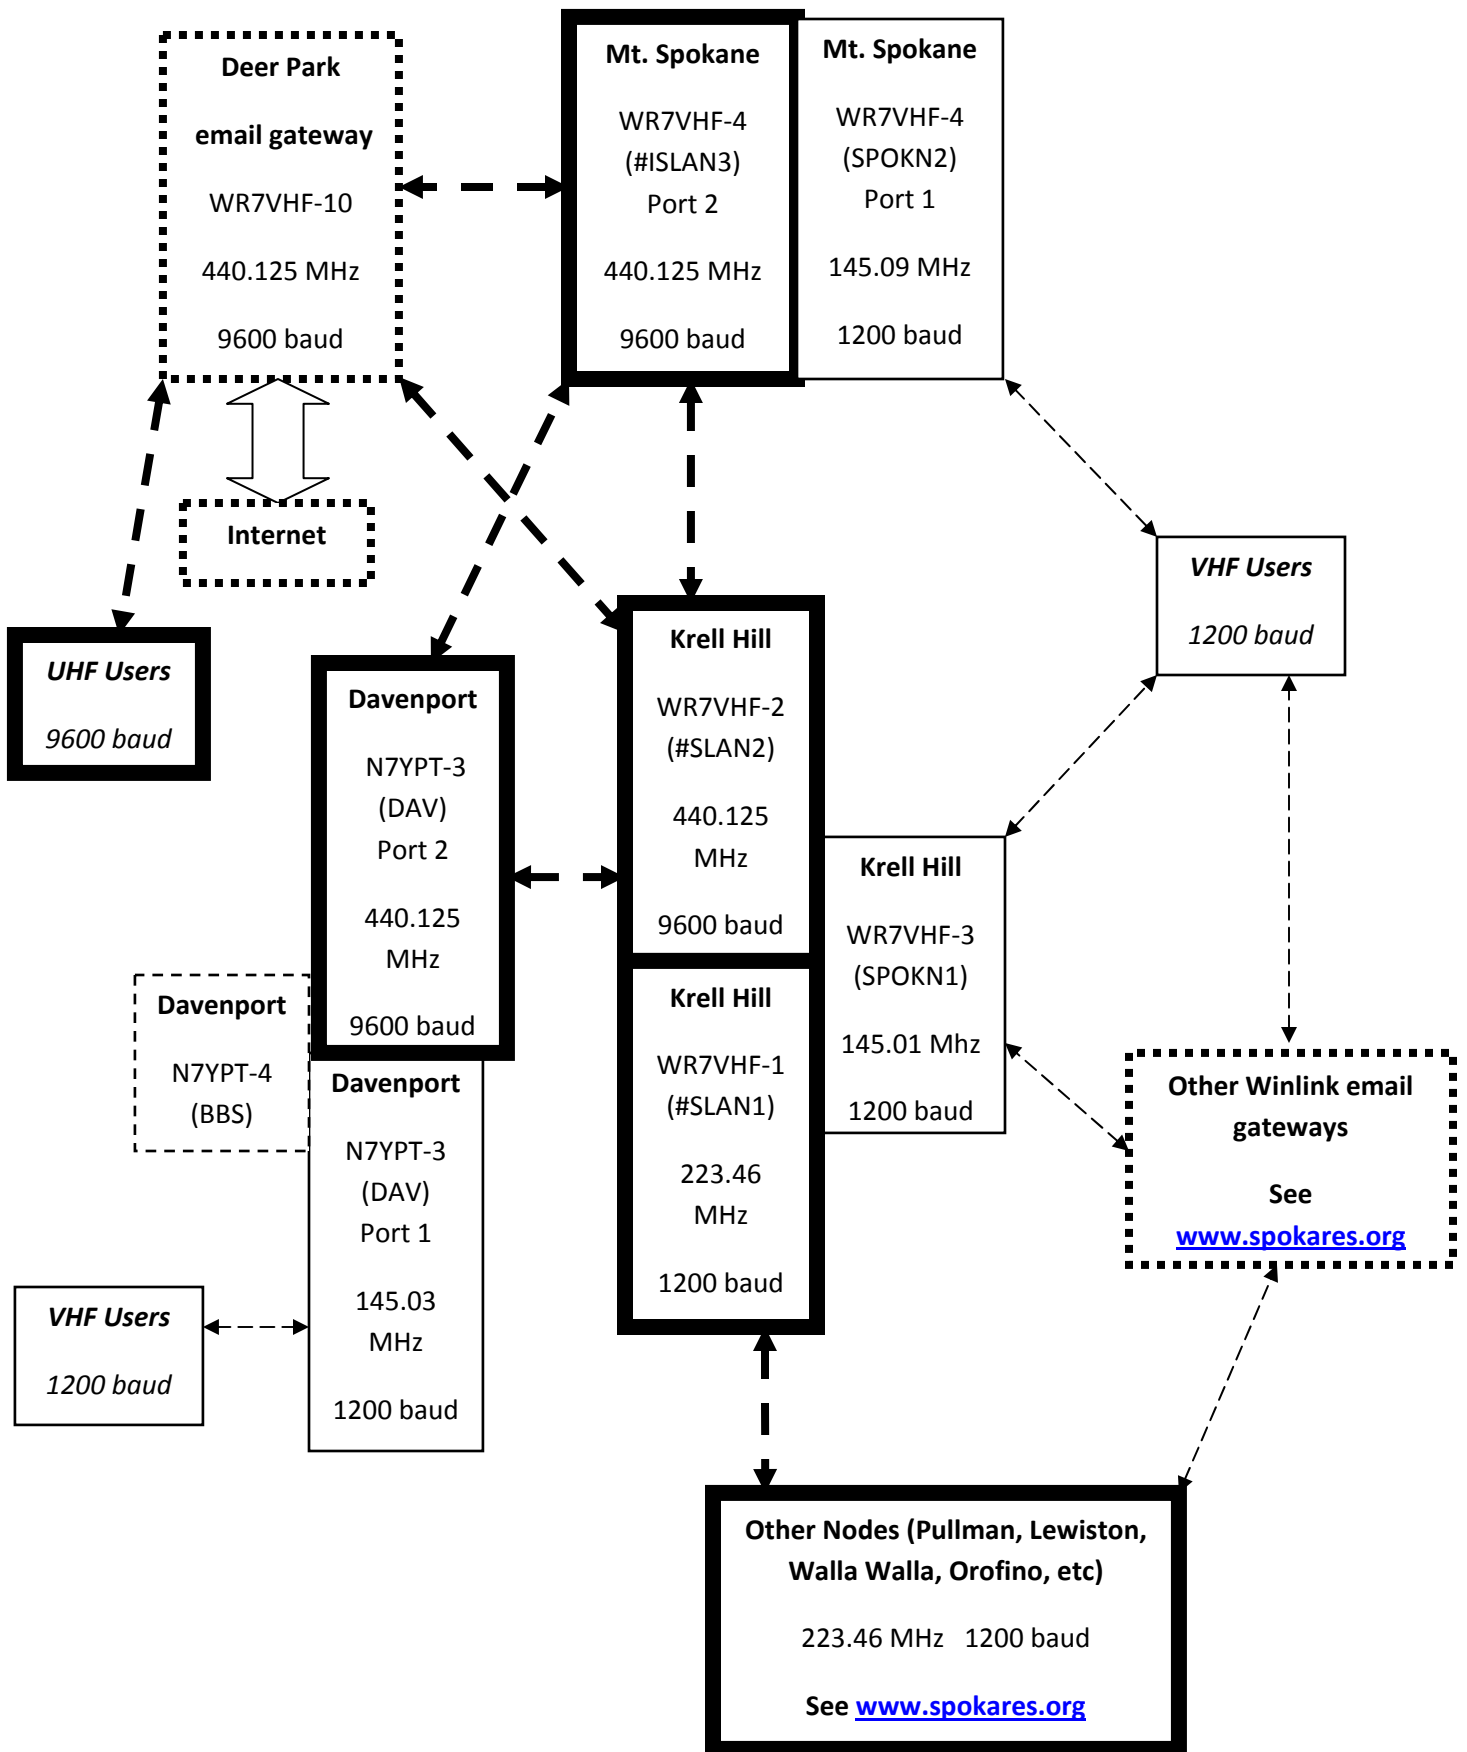 Deer Park
email gateway
WR7VHF-10
440.125 MHz
9600 baud
Mt. Spokane
WR7VHF-4
(#ISLAN3)
Port 2
440.125 MHz
9600 baud
Mt. Spokane
WR7VHF-4
(SPOKN2)
Port 1
145.09 MHz
1200 baud
Internet
VHF Users
1200 baud
UHF Users
9600 baud
Davenport
N7YPT-3
(DAV)
Port 2
440.125
MHz
9600 baud
Krell Hill
WR7VHF-2
(#SLAN2)
440.125
MHz
9600 baud
Krell Hill
WR7VHF-3
(SPOKN1)
145.01 Mhz
1200 baud
Davenport
N7YPT-4
(BBS)
Davenport
N7YPT-3
(DAV)
Port 1
145.03
MHz
1200 baud
Krell Hill
WR7VHF-1
(#SLAN1)
223.46
MHz
1200 baud
Other Winlink email
gateways
See
www.spokares.org
VHF Users
1200 baud
Other Nodes (Pullman, Lewiston,
Walla Walla, Orofino, etc)
223.46 MHz   1200 baud
See www.spokares.org